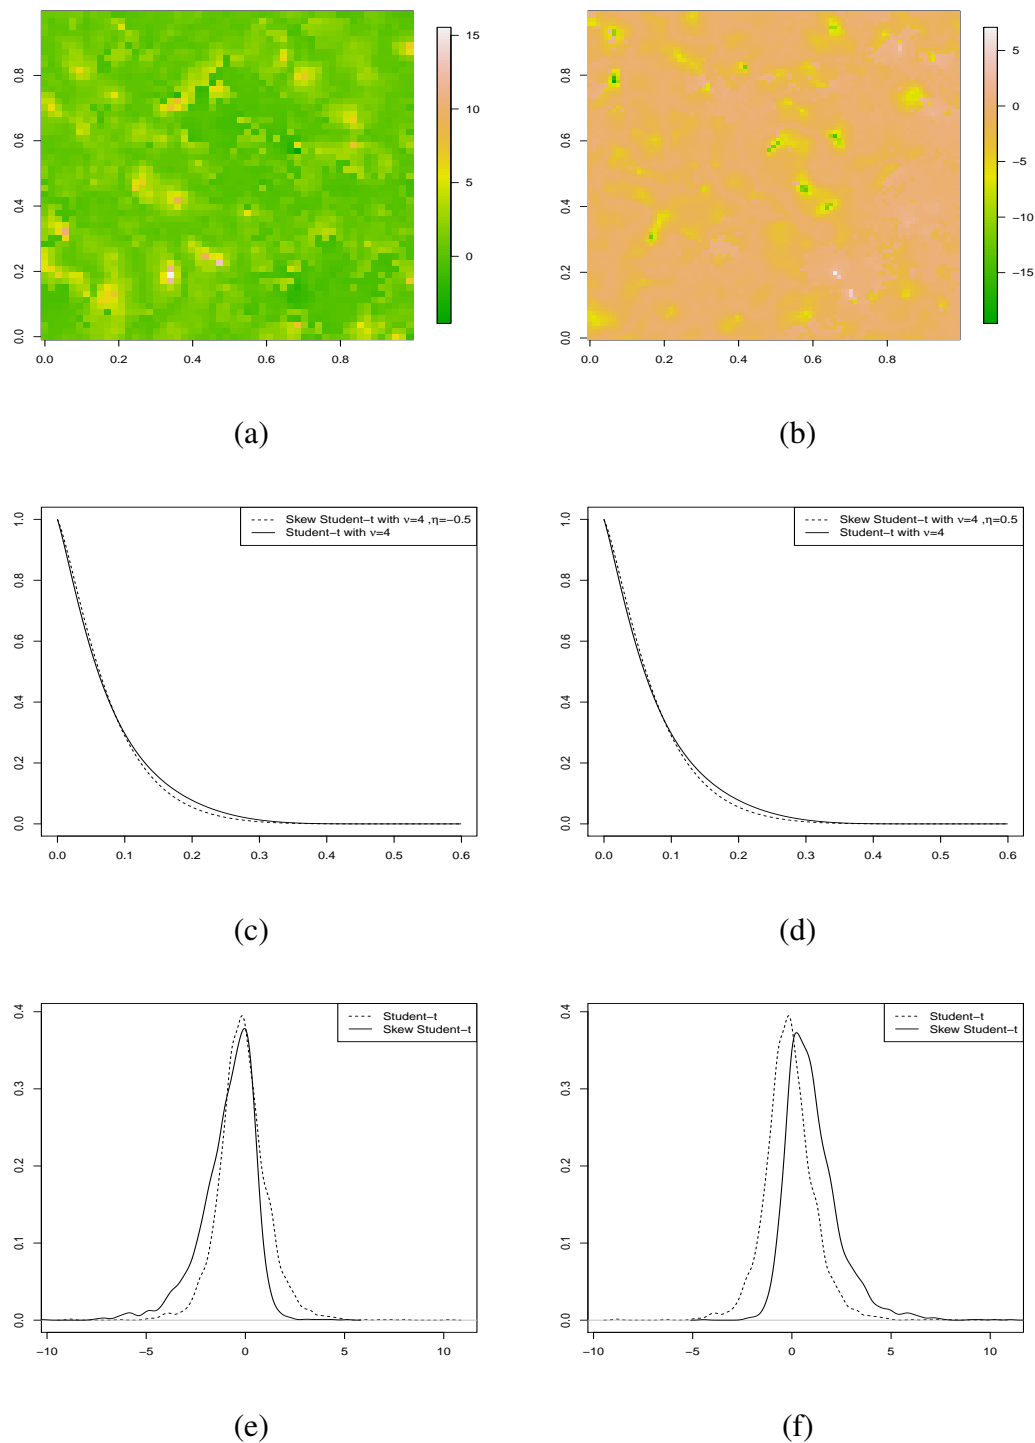 15
10
5
0
0.0
0.2
0.4
0.6
0.8
0.0 0.2 0.4 0.6 0.8
(a)
5
0
−5
−10
−15
0.0
0.2
0.4
0.6
0.8
0.0 0.2 0.4 0.6 0.8
(b)
Skew Student−t with ν=4 ,η=−0.5
Student−t with ν=4
1.0
0.8
0.6
0.4
0.2
0.0
0.0 0.1 0.2 0.3 0.4 0.5 0.6
(c)
Skew Student−t with ν=4 ,η=0.5
Student−t with ν=4
1.0
0.8
0.6
0.4
0.2
0.0
0.0 0.1 0.2 0.3 0.4 0.5 0.6
(d)
Student−t
Skew Student−t
0.4
0.3
0.2
0.1
0.0
−10 −5 0 5 10
(e)
Student−t
Skew Student−t
0.4
0.3
0.2
0.1
0.0
−10 −5 0 5 10
(f)